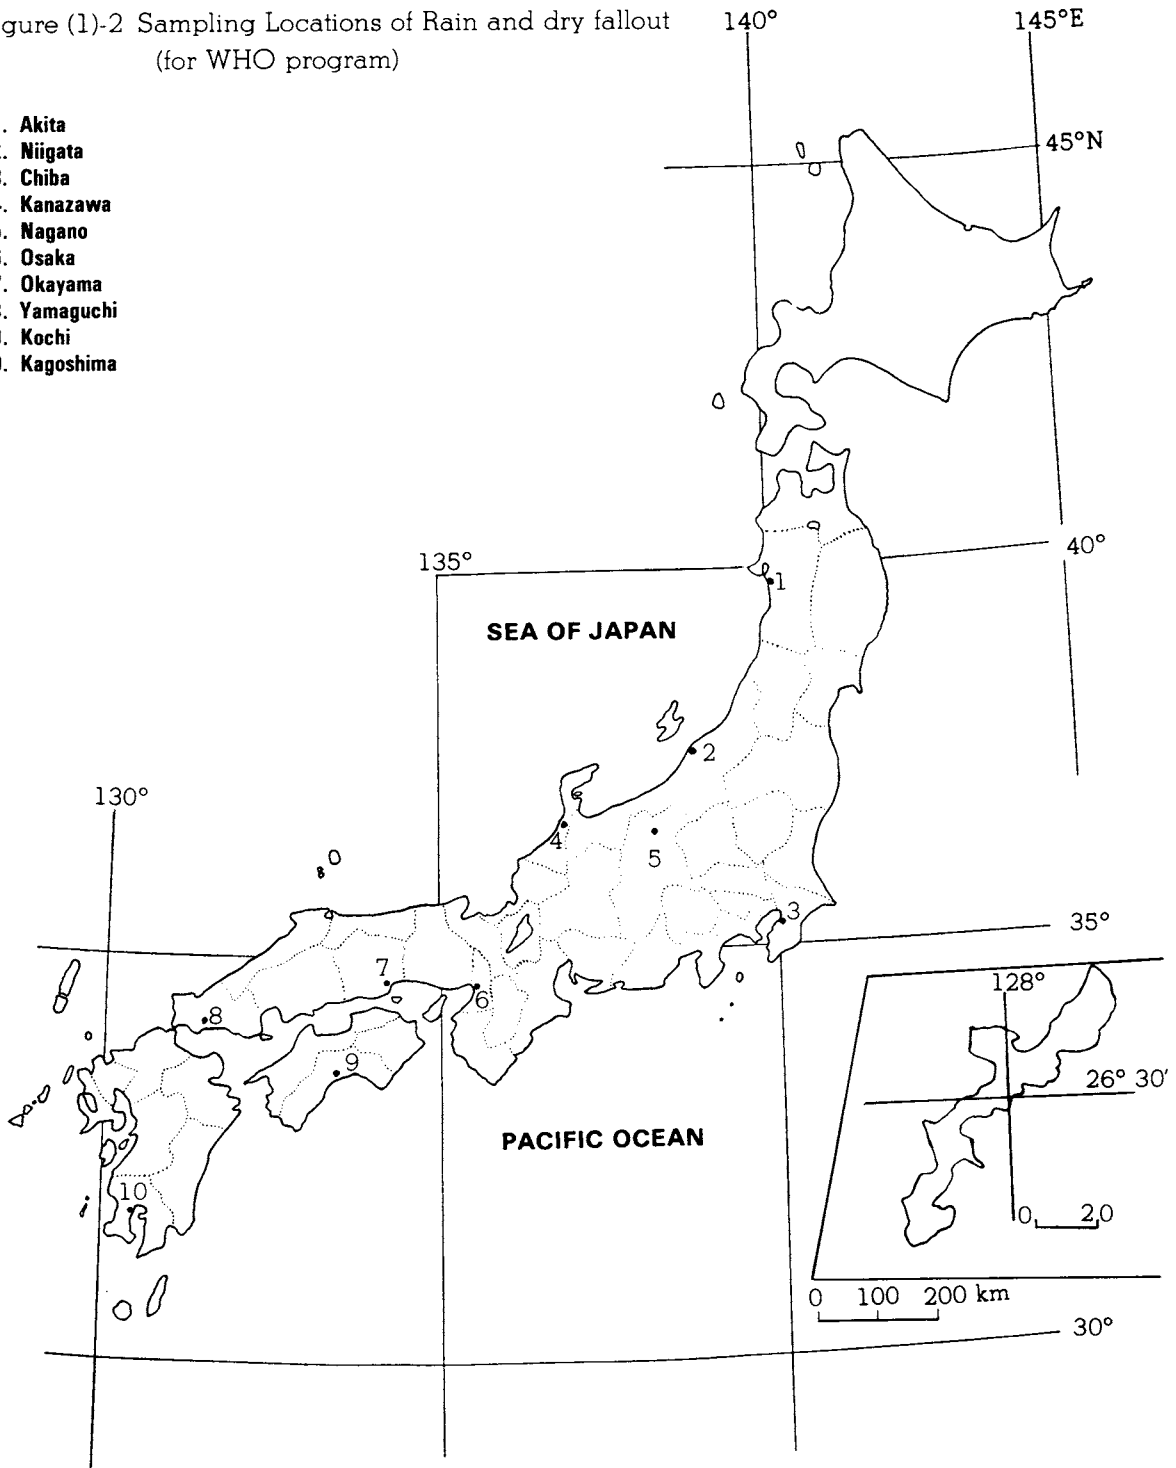 gure (1)-2 Sampling Locations of Rain and dry fallout
(for WHO program)
. Akita
. Niigata
. Chiba
. Kanazawa
. Nagano
. Osaka
. Okayama
. Yamaguchi
. Kochi
. Kagoshima
140°
145°E
45°N
40°
135°
1
SEA OF JAPAN
2
130°
4
5
3
35°
7
6
8
9
128°
26° 30'
PACIFIC OCEAN
10
0 20
0 100 200 km
30°